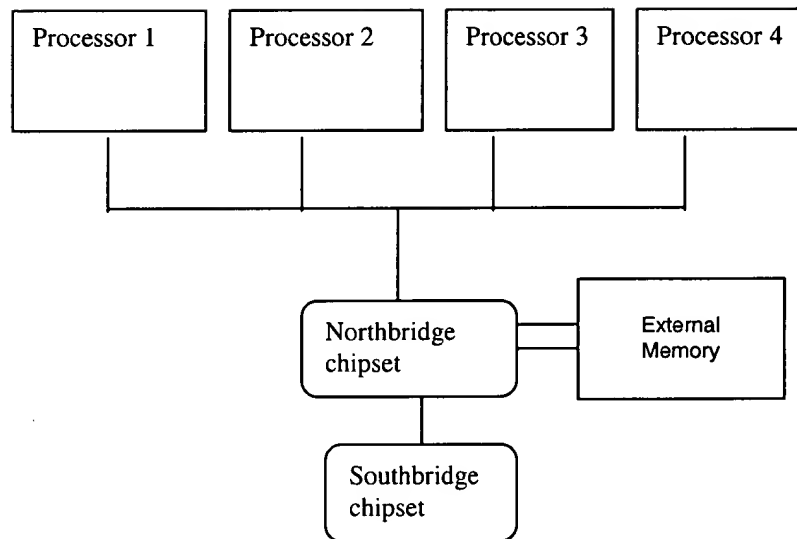 Processor 1
Processor 2
Processor 3
Processor 4
Northbridge
chipset
External
Memory
Southbridge
chipset